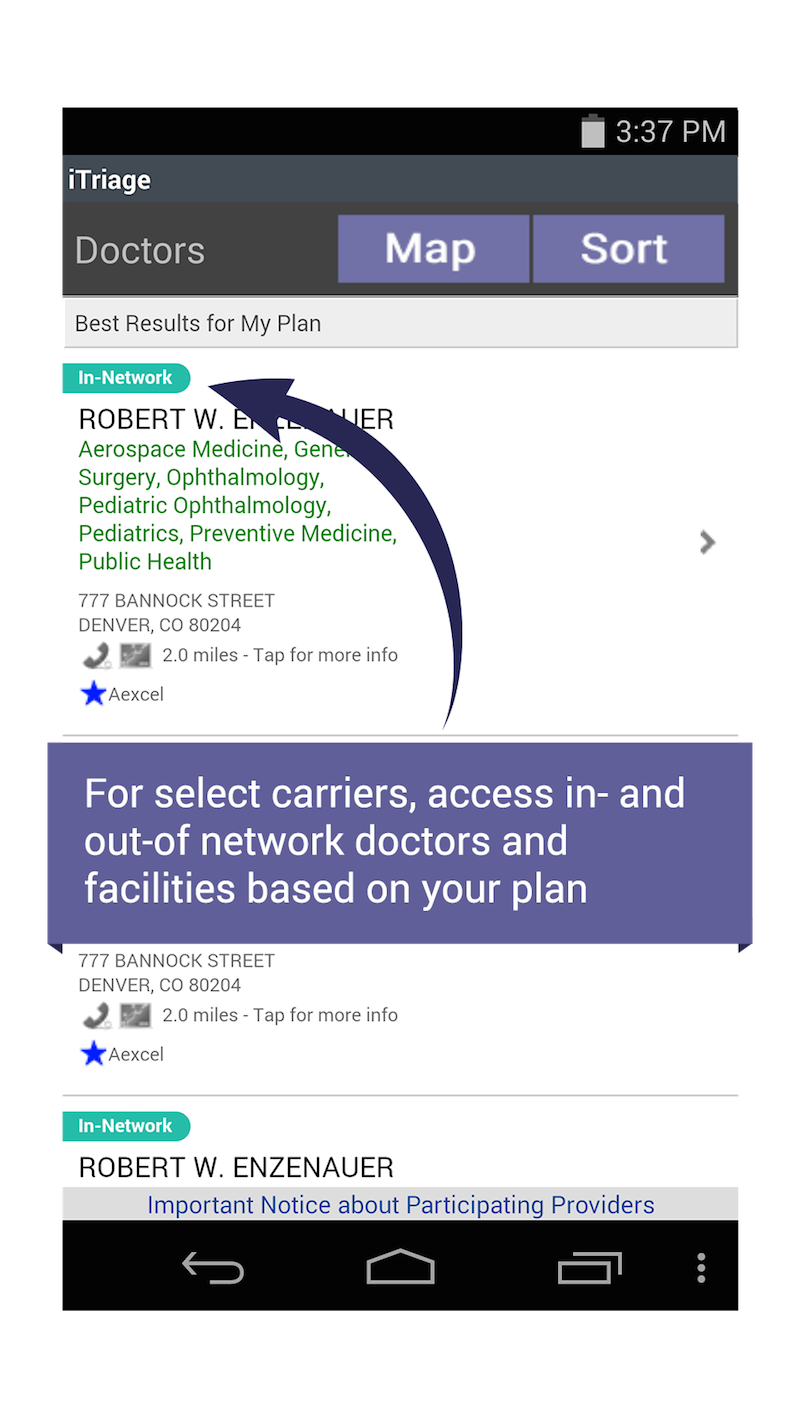 3:37 PM
iTriage
Doctors Map Sort
Best Results for My Plan
In-Network
ROBERT W. ENZENAUER
Aerospace Medicine,
Surgery, Ophthalmology,
Pediatric Ophthalmology,
Pediatrics, Preventive Medicine,
Public Health
777 BANNOCK STREET
DENVER, CO 80204
2.0 miles - Tap for more info
Aexcel
For select carriers, access in- and
out-of network doctors and
facilities based on your plan
777 BANNOCK STREET
DENVER, CO 80204
2.0 miles - Tap for more info
Aexcel
In-Network
ROBERT W. ENZENAUER
Important Notice about Participating Providers